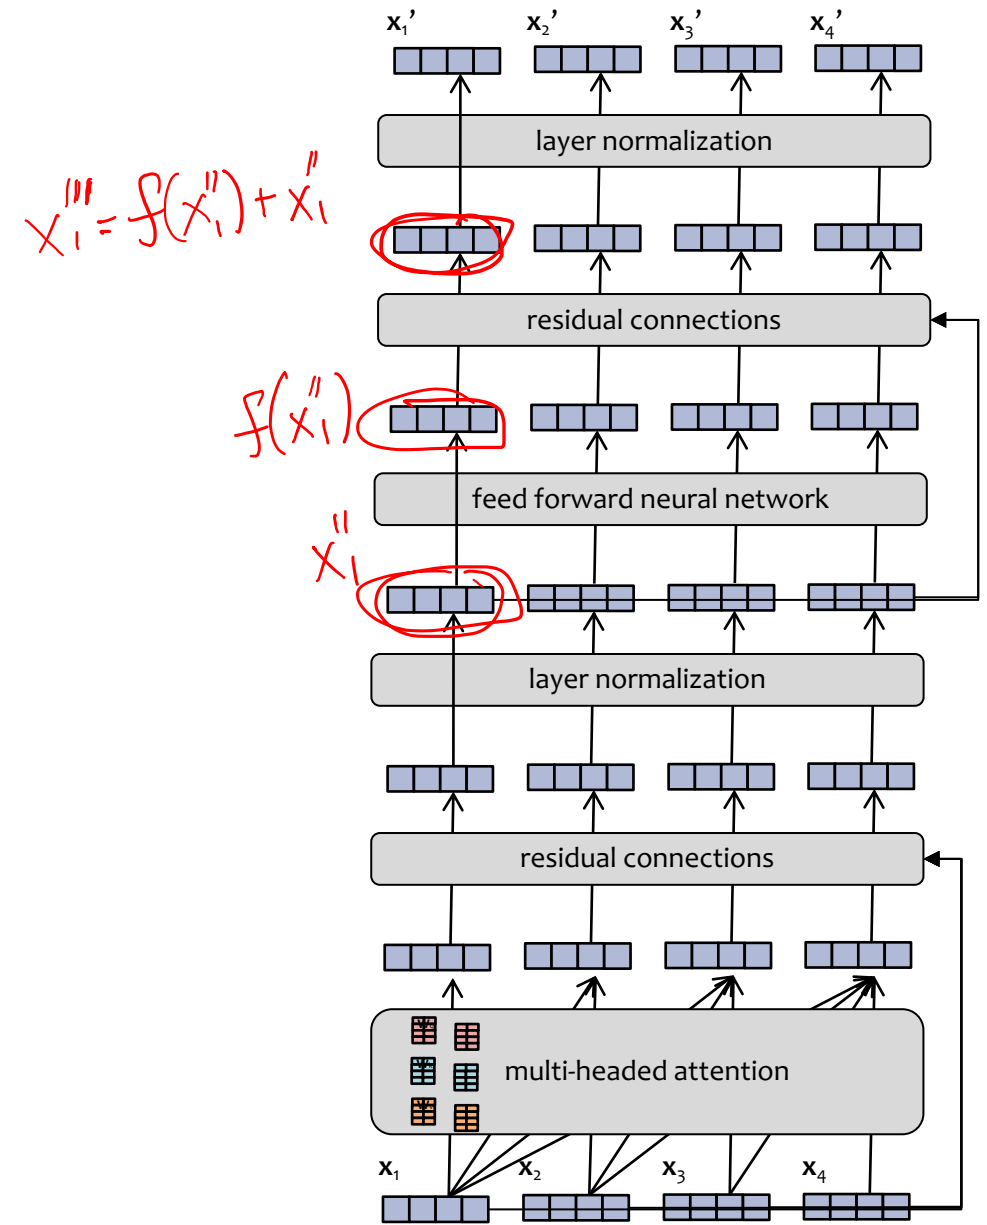 x₁’ x₂’ x₃’ x₄’
layer normalization
x₁''' = f(x₁'') + x₁''
residual connections
f(x₁'')
feed forward neural network
x₁''
layer normalization
residual connections
multi-headed attention
x₁ x₂ x₃ x₄